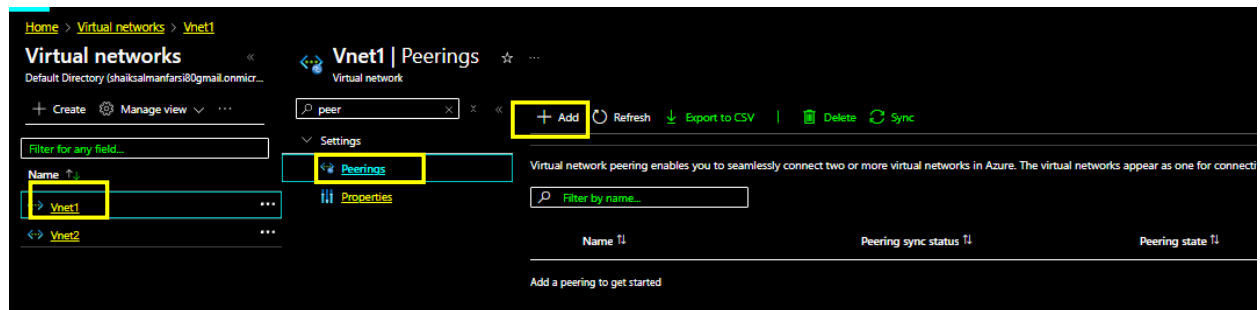 Home > Virtual networks > Vnet1
Virtual networks «
Default Directory (shaiksalmanfarsi80gmail.onmicr...
+ Create Manage view ...
Filter for any field...
Name ↑↓
Vnet1 ...
Vnet2 ...
Vnet1 | Peerings ☆ ...
Virtual network
peer × «
Settings
Peerings
Properties
+ Add Refresh Export to CSV | Delete Sync
Virtual network peering enables you to seamlessly connect two or more virtual networks in Azure. The virtual networks appear as one for connecti
Filter by name...
Name ↑↓ Peering sync status ↑↓ Peering state ↑↓
Add a peering to get started